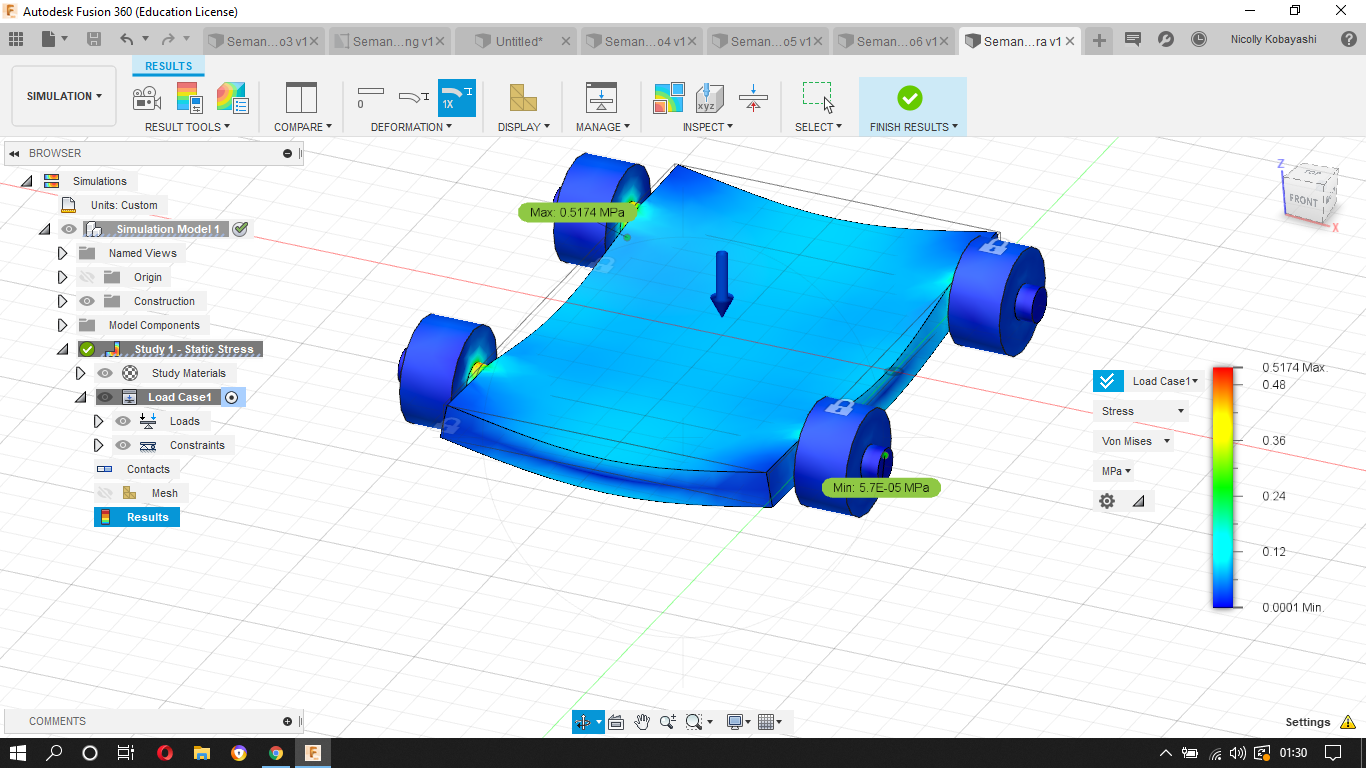 Autodesk Fusion 360 (Education License)
Seman...o3 v1
Seman...ng v1
Untitled*
Seman...o4 v1
Seman...o5 v1
Seman...o6 v1
Seman...ra v1
Nicolly Kobayashi
RESULTS
SIMULATION
RESULT TOOLS
COMPARE
0
1X
DEFORMATION
DISPLAY
MANAGE
xyz
INSPECT
SELECT
FINISH RESULTS
BROWSER
Simulations
Units: Custom
Simulation Model 1
Named Views
Origin
Construction
Model Components
Study 1 - Static Stress
Study Materials
Load Case1
Loads
Constraints
Contacts
Mesh
Results
Max: 0.5174 MPa
Min: 5.7E-05 MPa
Z
TOP
FRONT
X
Load Case1
Stress
Von Mises
MPa
0.5174 Max.
0.48
0.36
0.24
0.12
0.0001 Min.
COMMENTS
Settings
01:30